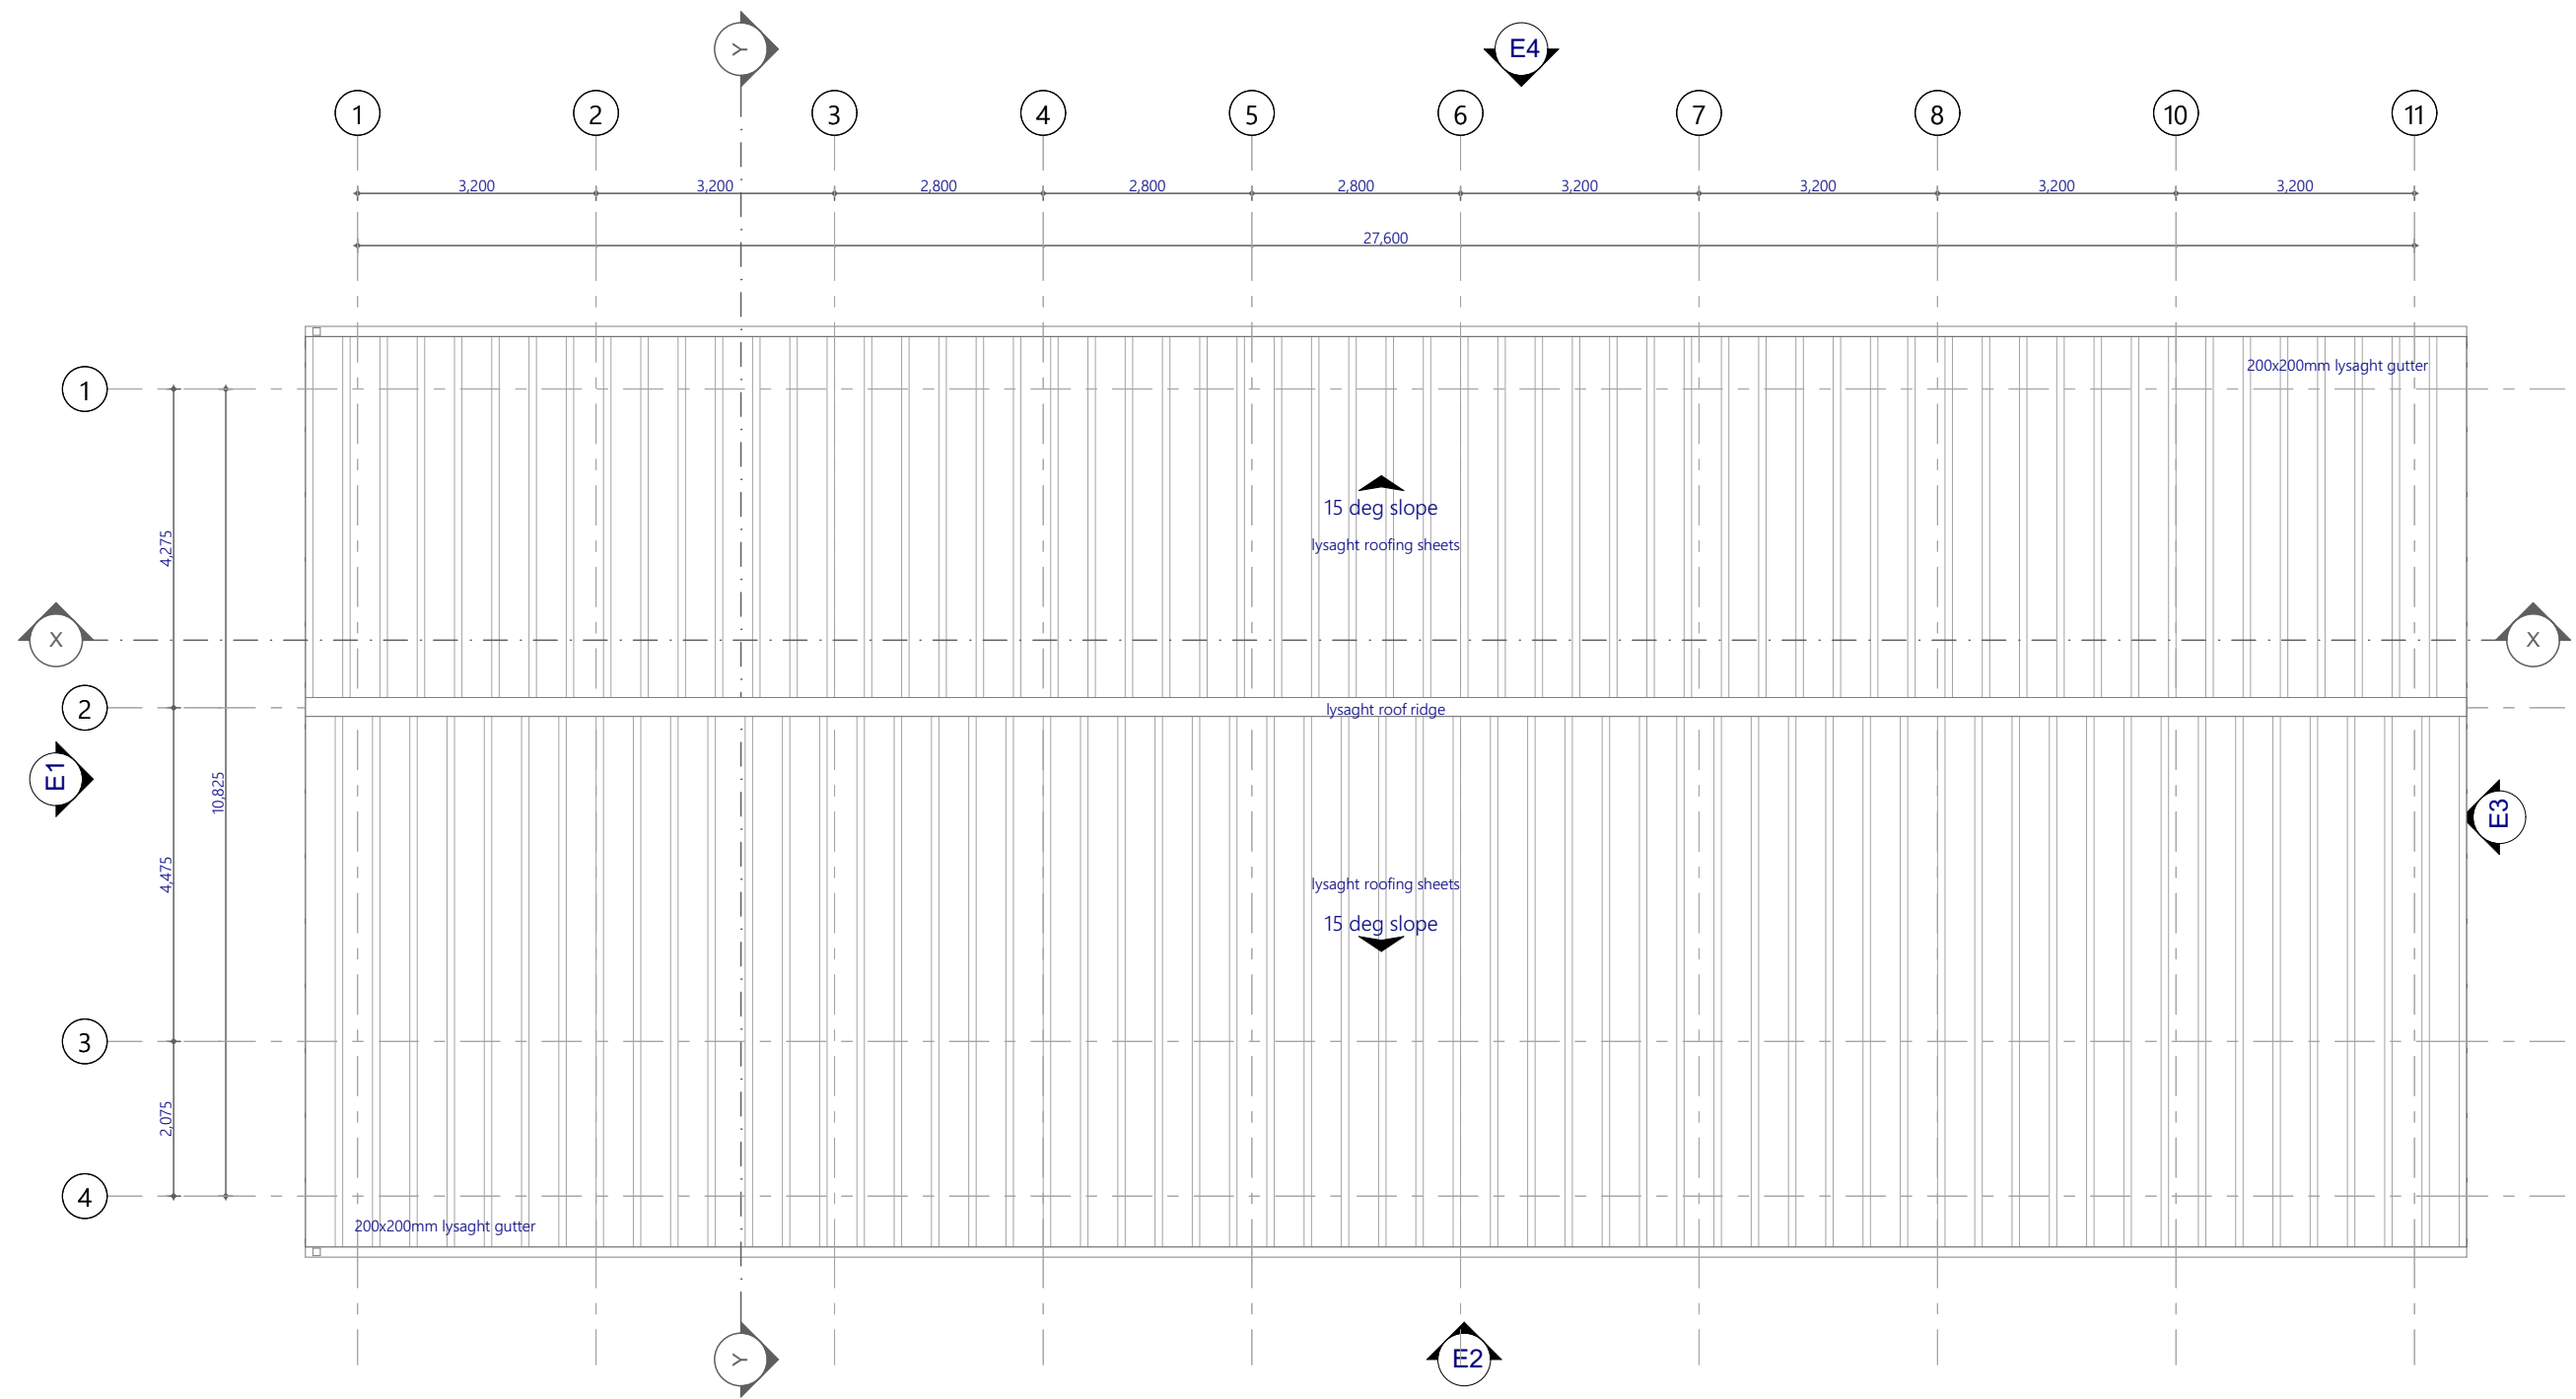 Y
E4
1 2 3 4 5 6 7 8 10 11
3,200 3,200 2,800 2,800 2,800 3,200 3,200 3,200 3,200
27,600
200x200mm lysaght gutter
1
15 deg slope
4,275
lysaght roofing sheets
X X
2
lysaght roof ridge
E1
10,825
E3
4,475
lysaght roofing sheets
15 deg slope
3
2,075
4
200x200mm lysaght gutter
Y
E2